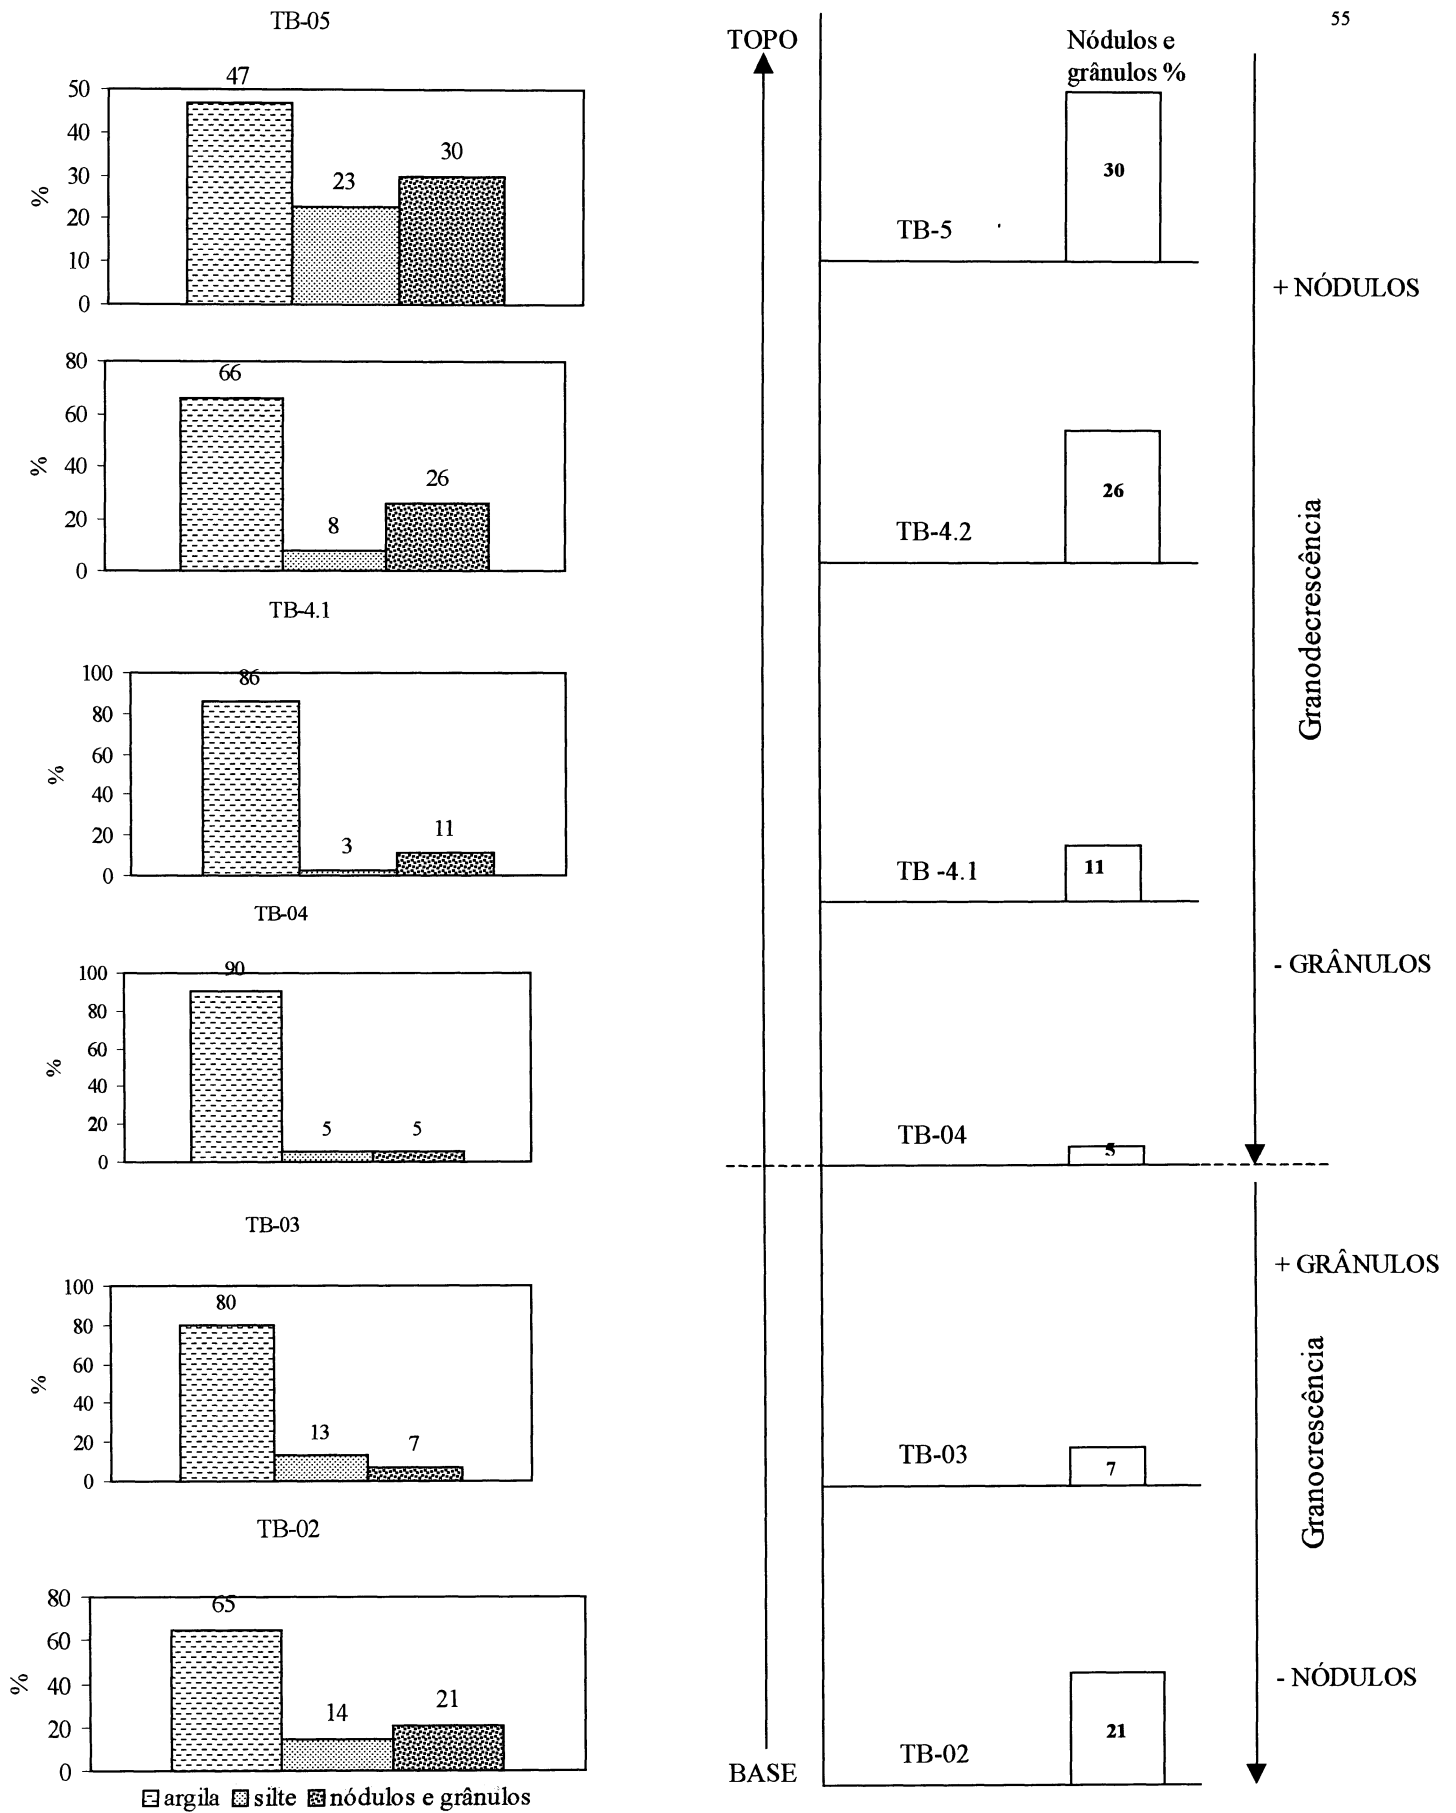 55
TB-05
47
50
40
30
20
10
0
%
23
30
80
60
40
20
0
%
66
8
26
TB-4.1
100
80
60
40
20
0
%
86
3
11
TB-04
100
80
60
40
20
0
%
90
5
5
TB-03
100
80
60
40
20
0
%
80
13
7
TB-02
80
60
40
20
0
%
65
14
21
argila silte nódulos e grânulos
TOPO
BASE
Nódulos e
grânulos %
30
TB-5
26
TB-4.2
11
TB -4.1
5
TB-04
7
TB-03
21
TB-02
+ NÓDULOS
Granodecrescência
- GRÂNULOS
+ GRÂNULOS
Granocrescência
- NÓDULOS